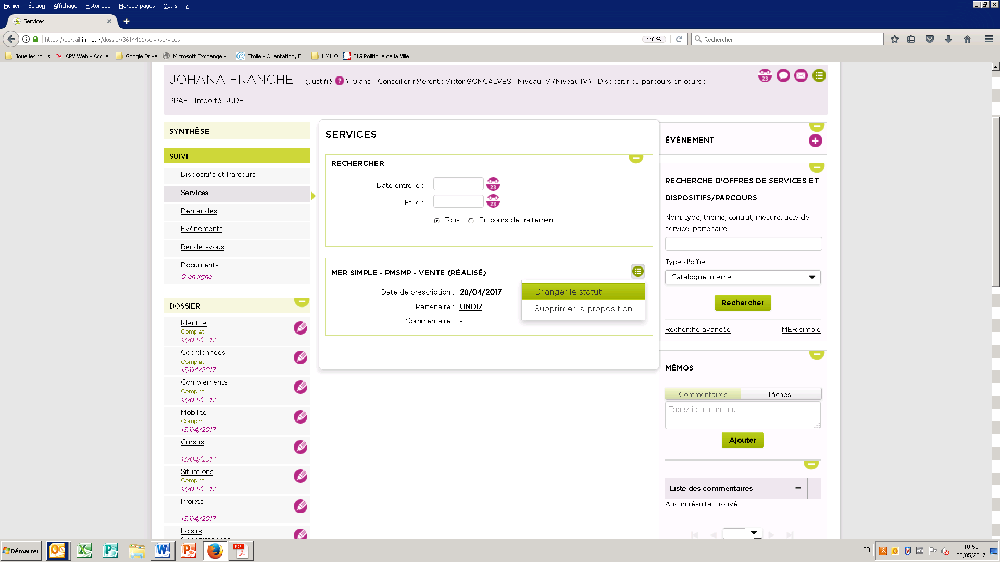 Fichier Édition Affichage Historique Marque-pages Outils ?
Services
https://portail.i-milo.fr/dossier/3614411/suivi/services
110 %
Rechercher
Joué les tours
APV Web - Accueil
Google Drive
Microsoft Exchange - ...
Etoile - Orientation, F...
I MILO
SIG Politique de la Ville
JOHANA FRANCHET (Justifié ?) 19 ans - Conseiller référent : Victor GONCALVES - Niveau IV (Niveau IV) - Dispositif ou parcours en cours :
PPAE - Importé DUDE
23
SYNTHÈSE
SUIVI
Dispositifs et Parcours
Services
Demandes
Evènements
Rendez-vous
Documents
0 en ligne
DOSSIER
Identité
Complet
13/04/2017
Coordonnées
Complet
13/04/2017
Compléments
Complet
13/04/2017
Mobilité
Complet
13/04/2017
Cursus
13/04/2017
Situations
Complet
13/04/2017
Projets
13/04/2017
Loisirs
Connaissances
SERVICES
RECHERCHER
Date entre le :
23
Et le :
23
Tous
En cours de traitement
MER SIMPLE - PMSMP - VENTE (RÉALISÉ)
Date de prescription : 28/04/2017
Partenaire : UNDIZ
Commentaire : -
Changer le statut
Supprimer la proposition
ÉVÈNEMENT
RECHERCHE D'OFFRES DE SERVICES ET
DISPOSITIFS/PARCOURS
Nom, type, thème, contrat, mesure, acte de
service, partenaire
Type d'offre
Catalogue interne
Rechercher
Recherche avancée
MER simple
MÉMOS
Commentaires
Tâches
Tapez ici le contenu...
Ajouter
Liste des commentaires
Aucun résultat trouvé.
Démarrer
PDF
FR
10:50
03/05/2017